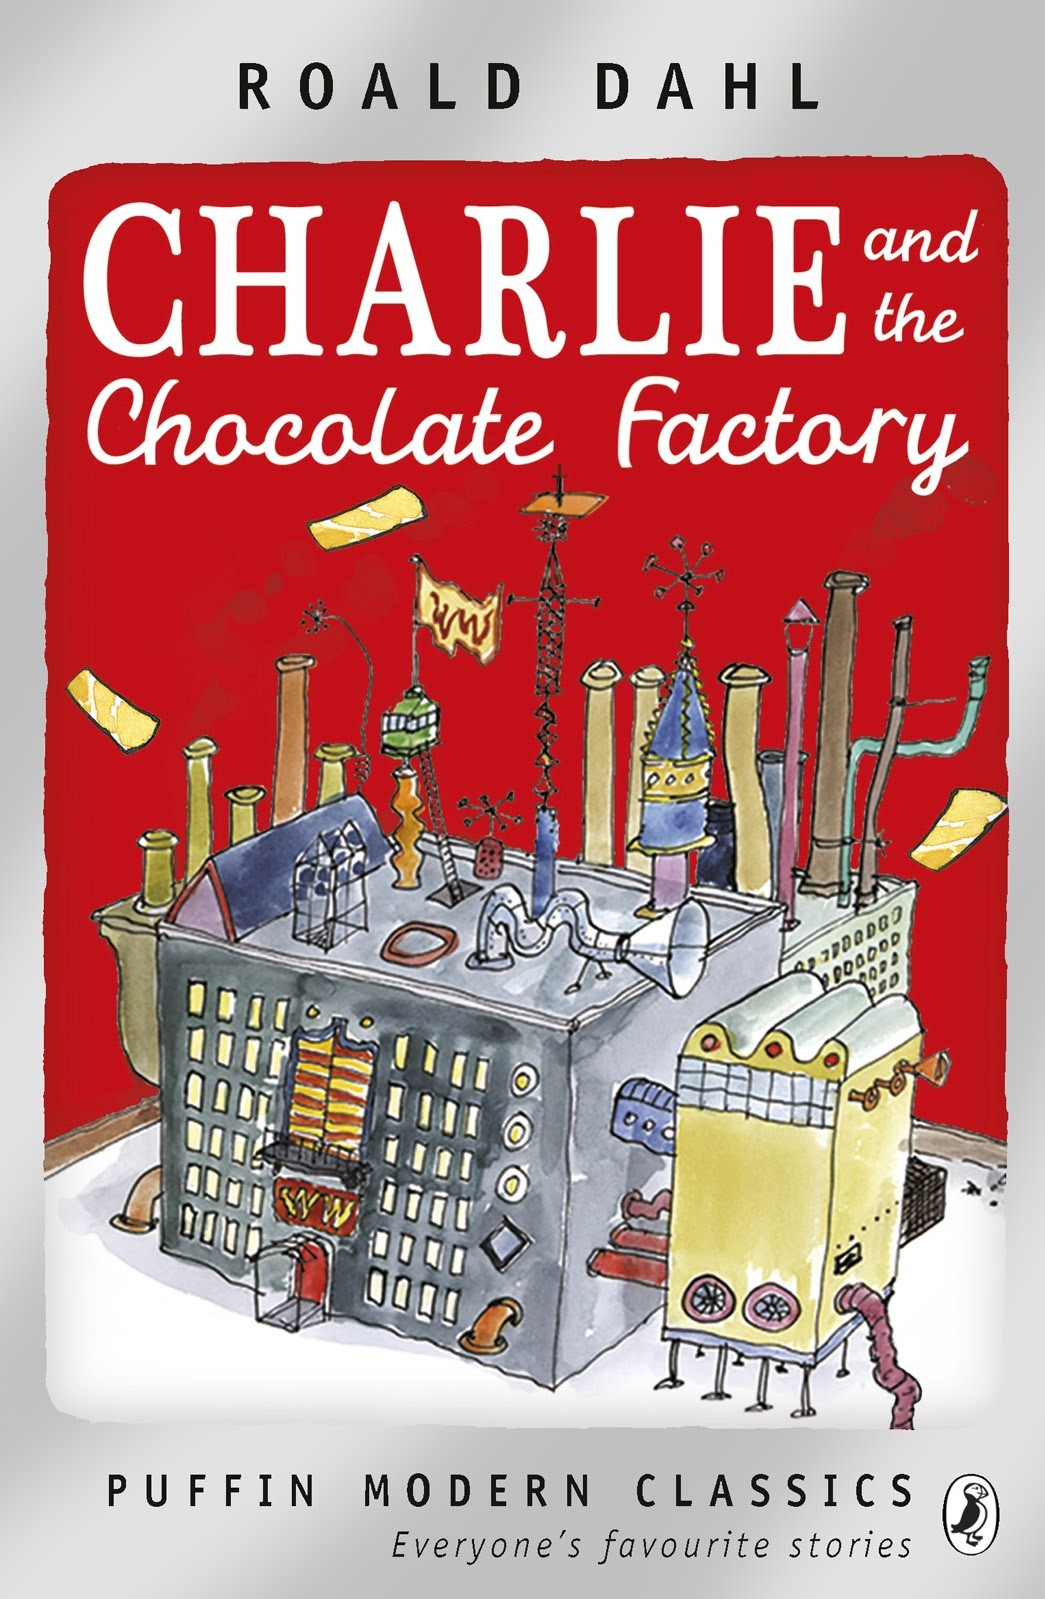 ROALD DAHL
CHARLIE and
the
Chocolate Factory
WW
WW
PUFFIN MODERN CLASSICS
Everyone's favourite stories